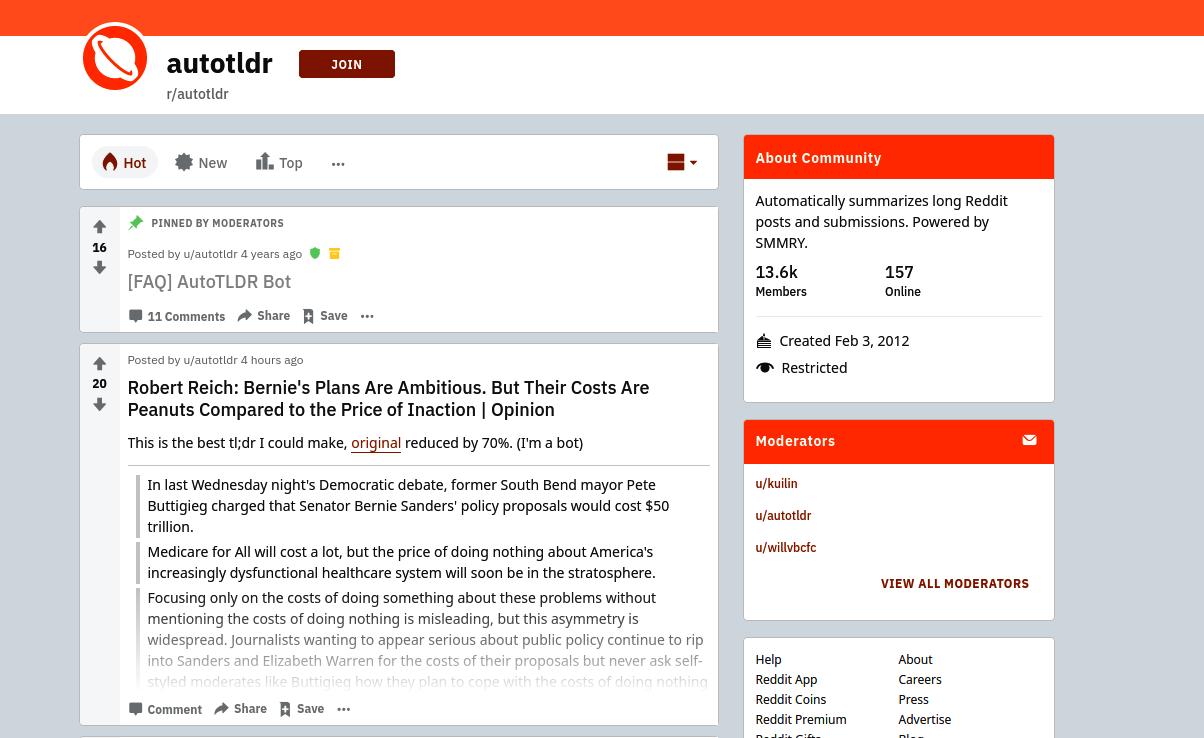 autotldr
JOIN
r/autotldr
Hot
New
Top
PINNED BY MODERATORS
16
Posted by u/autotldr 4 years ago
[FAQ] AutoTLDR Bot
11 Comments
Share
Save
Posted by u/autotldr 4 hours ago
20
Robert Reich: Bernie's Plans Are Ambitious. But Their Costs Are
Peanuts Compared to the Price of Inaction | Opinion
This is the best tl;dr I could make, original reduced by 70%. (I'm a bot)
In last Wednesday night's Democratic debate, former South Bend mayor Pete
Buttigieg charged that Senator Bernie Sanders' policy proposals would cost $50
trillion.
Medicare for All will cost a lot, but the price of doing nothing about America's
increasingly dysfunctional healthcare system will soon be in the stratosphere.
Focusing only on the costs of doing something about these problems without
mentioning the costs of doing nothing is misleading, but this asymmetry is
widespread. Journalists wanting to appear serious about public policy continue to rip
into Sanders and Elizabeth Warren for the costs of their proposals but never ask self-
styled moderates like Buttigieg how they plan to cope with the costs of doing nothing
Comment
Share
Save
About Community
Automatically summarizes long Reddit
posts and submissions. Powered by
SMMRY.
13.6k
Members
157
Online
Created Feb 3, 2012
Restricted
Moderators
u/kuilin
u/autotldr
u/willvbcfc
VIEW ALL MODERATORS
Help
About
Reddit App
Careers
Reddit Coins
Press
Reddit Premium
Advertise
Reddit Gifts
Blog